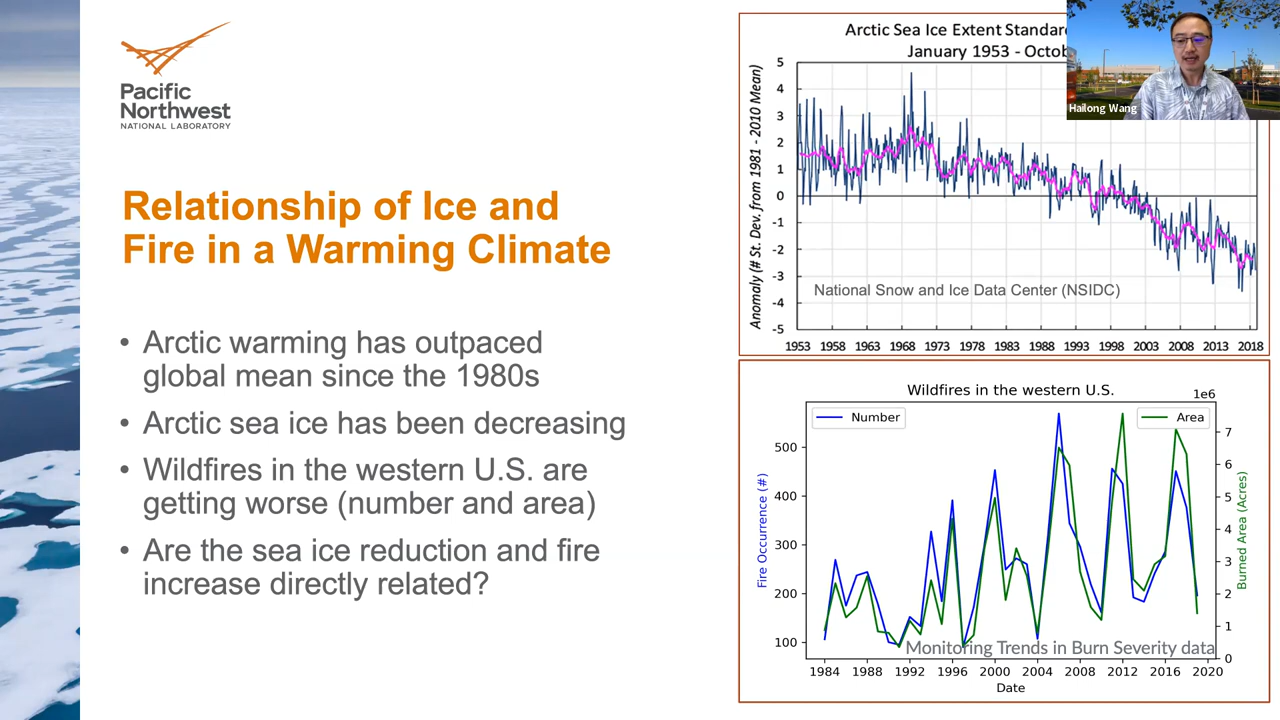 Pacific
Northwest
NATIONAL LABORATORY
Relationship of Ice and
Fire in a Warming Climate
• Arctic warming has outpaced
global mean since the 1980s
• Arctic sea ice has been decreasing
• Wildfires in the western U.S. are
getting worse (number and area)
• Are the sea ice reduction and fire
increase directly related?
Arctic Sea Ice Extent
January 1953 -
Anomaly (# St. Dev. from 1981 - 2010 Mean)
5
4
3
2
1
0
-1
-2
-3
-4
-5
National Snow and Ice Data Center (NSIDC)
1953 1958 1963 1968 1973 1978 1983 1988 1993 1998 2003 2008 2013 2018
Hailong Wang
Wildfires in the western U.S.
1e6
Number
Area
Fire Occurrence (#)
500
400
300
200
100
7
6
5
4
3
2
1
0
Burned Area (Acres)
Monitoring Trends in Burn Severity data
1984 1988 1992 1996 2000 2004 2008 2012 2016 2020
Date